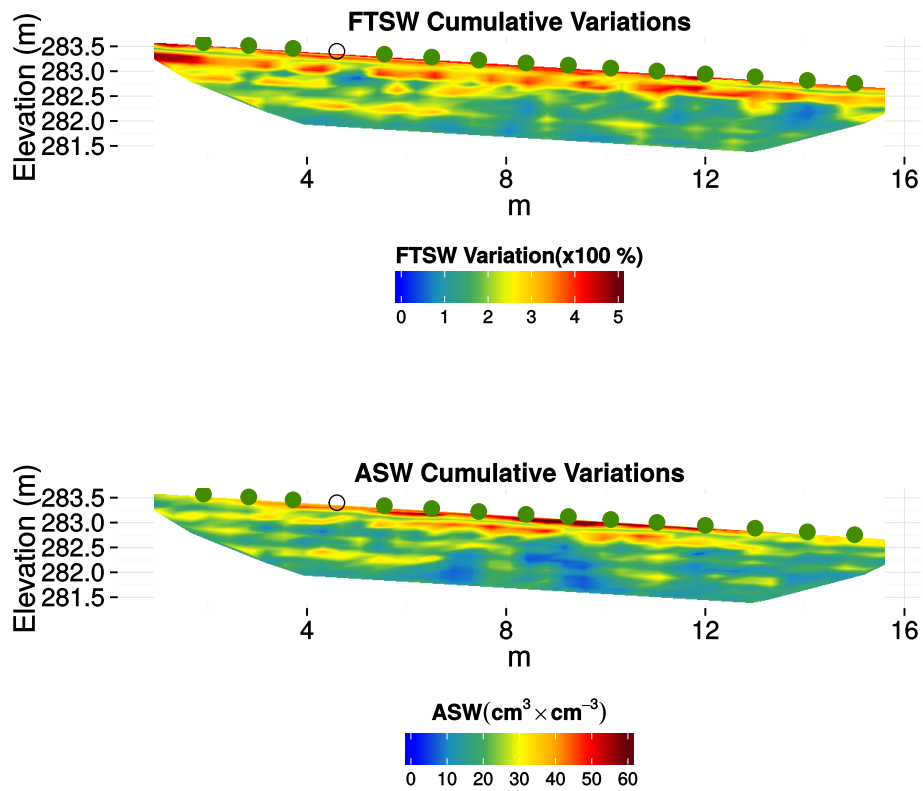 FTSW Cumulative Variations
Elevation (m)
283.5
283.0
282.5
282.0
281.5
4 8 12 16
m
FTSW Variation(x100 %)
0 1 2 3 4 5
ASW Cumulative Variations
Elevation (m)
283.5
283.0
282.5
282.0
281.5
4 8 12 16
m
ASW(cm³×cm⁻³)
0 10 20 30 40 50 60